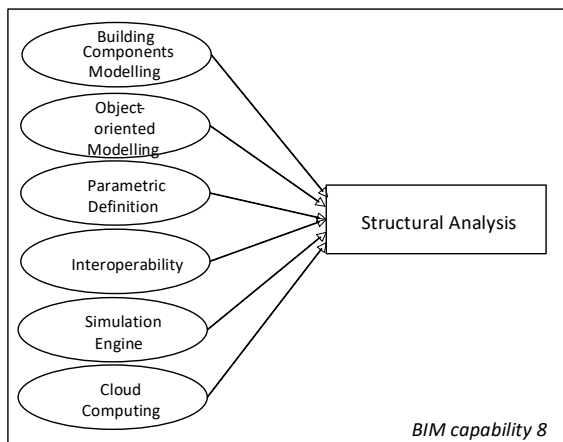 Building
Components
Modelling
Object-
oriented
Modelling
Parametric
Definition
Structural Analysis
Interoperability
Simulation
Engine
Cloud
Computing
BIM capability 8